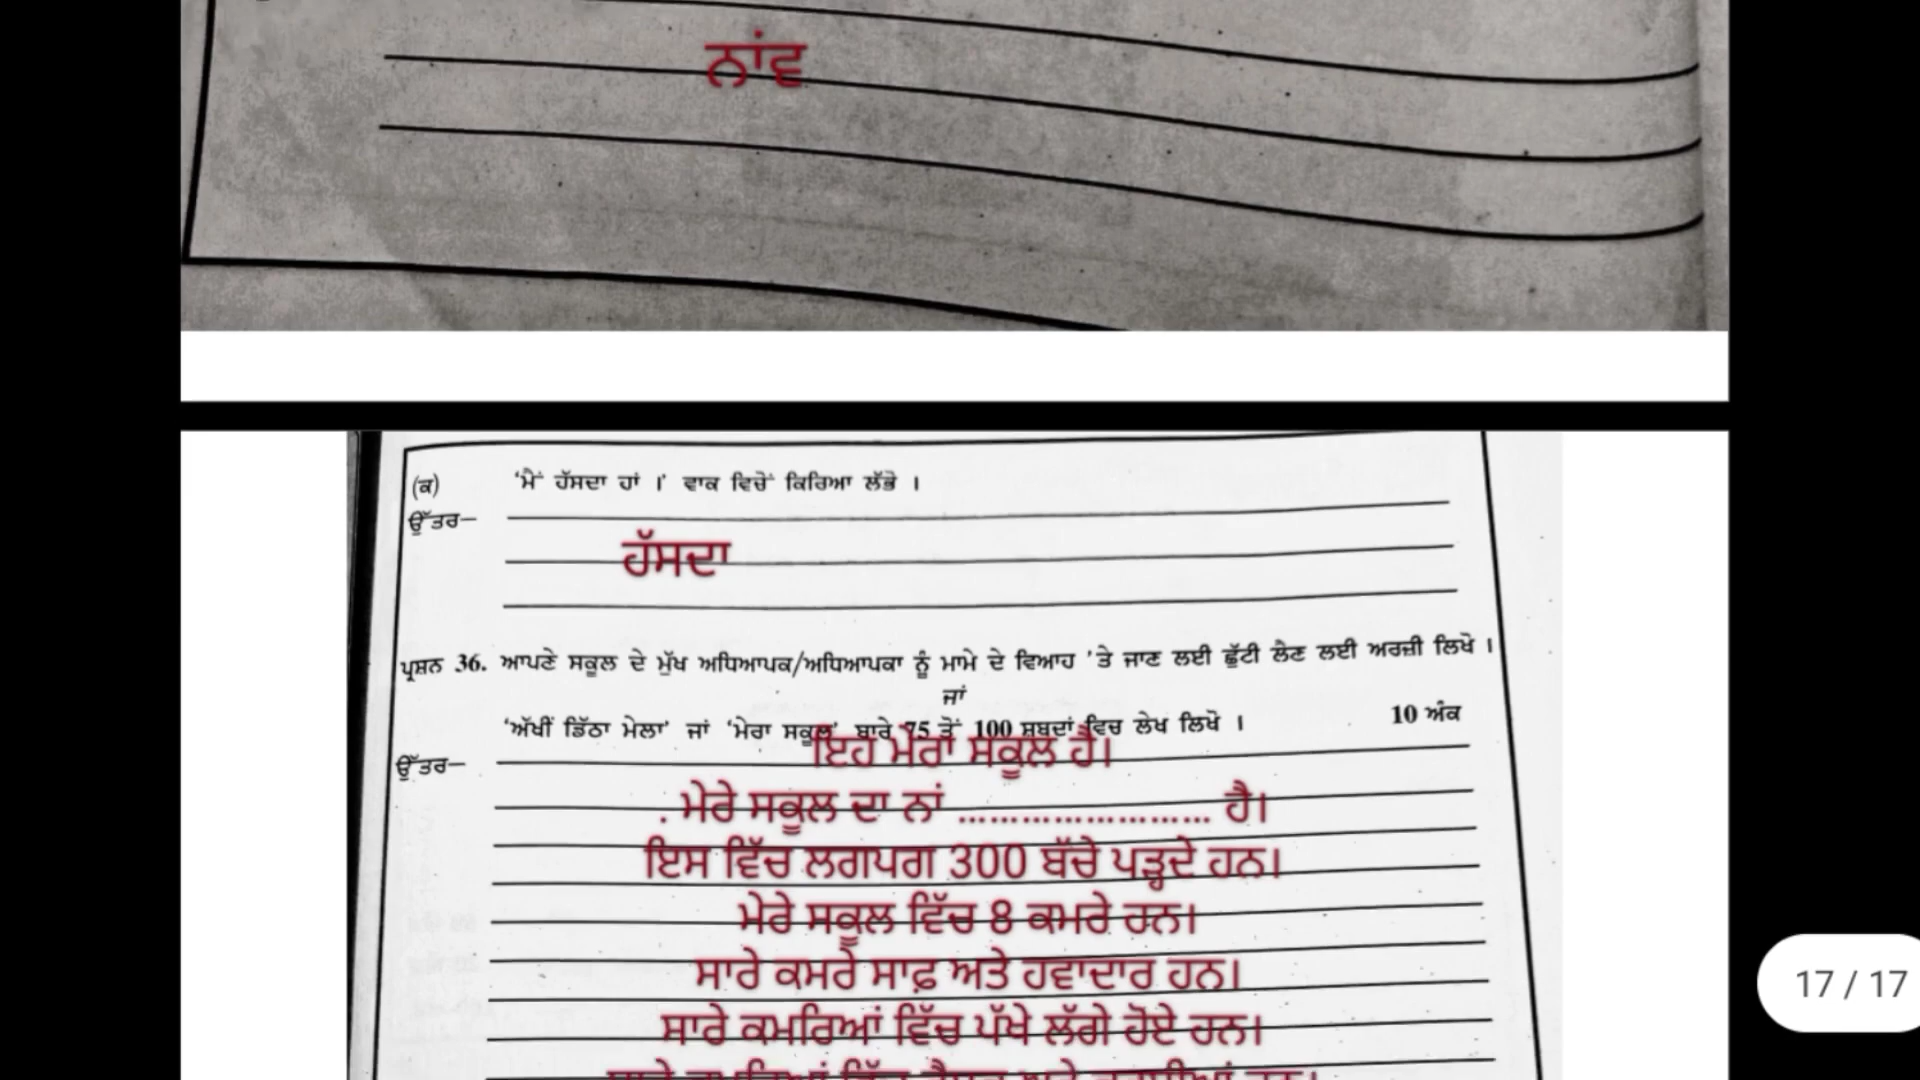 ਨਾਂਵ
(ਕ) 'ਮੈਂ ਹੱਸਦਾ ਹਾਂ ।' ਵਾਕ ਵਿਚੋਂ ਕਿਰਿਆ ਲੱਭੋ ।
ਉੱਤਰ—
ਹੱਸਦਾ
ਪ੍ਰਸ਼ਨ 36. ਆਪਣੇ ਸਕੂਲ ਦੇ ਮੁੱਖ ਅਧਿਆਪਕ/ਅਧਿਆਪਕਾ ਨੂੰ ਮਾਮੇ ਦੇ ਵਿਆਹ 'ਤੇ ਜਾਣ ਲਈ ਛੁੱਟੀ ਲੈਣ ਲਈ ਅਰਜ਼ੀ ਲਿਖੋ ।
ਜਾਂ
'ਅੱਖੀਂ ਡਿੱਠਾ ਮੇਲਾ' ਜਾਂ 'ਮੇਰਾ ਸਕੂਲ' ਬਾਰੇ 75 ਤੋਂ 100 ਸ਼ਬਦਾਂ ਵਿਚ ਲੇਖ ਲਿਖੋ । 10 ਅੰਕ
ਇਹ ਮੇਰਾ ਸਕੂਲ ਹੈ।
ਉੱਤਰ—
. ਮੇਰੇ ਸਕੂਲ ਦਾ ਨਾਂ ........................ ਹੈ।
ਇਸ ਵਿੱਚ ਲਗਪਗ 300 ਬੱਚੇ ਪੜ੍ਹਦੇ ਹਨ।
ਮੇਰੇ ਸਕੂਲ ਵਿੱਚ 8 ਕਮਰੇ ਹਨ।
ਸਾਰੇ ਕਮਰੇ ਸਾਫ਼ ਅਤੇ ਹਵਾਦਾਰ ਹਨ।
ਸਾਰੇ ਕਮਰਿਆਂ ਵਿੱਚ ਪੱਖੇ ਲੱਗੇ ਹੋਏ ਹਨ।
17 / 17